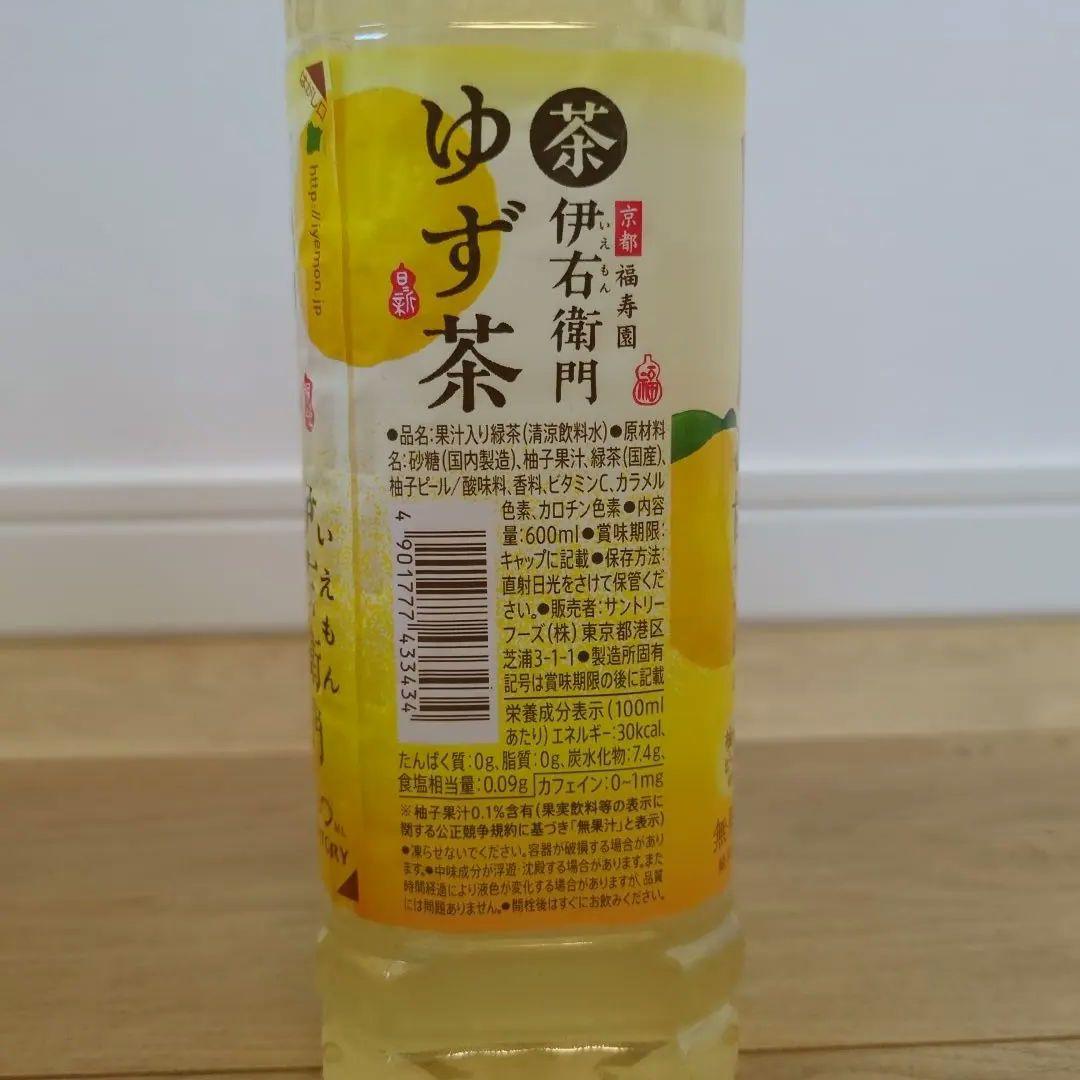 はがし口
http://iyemon.jp
京都
福寿園
茶
伊右衛門
いえもん
ゆず茶
日々新
福
●品名:果汁入り緑茶(清涼飲料水)●原材料
名:砂糖(国内製造)、柚子果汁、緑茶(国産)、
柚子ピール/酸味料、香料、ビタミンC、カラメル
色素、カロチン色素●内容
量:600ml●賞味期限:
キャップに記載●保存方法:
直射日光をさけて保管くだ
さい。●販売者:サントリー
フーズ(株)東京都港区
芝浦3-1-1●製造所固有
記号は賞味期限の後に記載
4 901777 433434
栄養成分表示(100ml
あたり)エネルギー:30kcal、
たんぱく質:0g、脂質:0g、炭水化物:7.4g、
食塩相当量:0.09g カフェイン:0~1mg
※柚子果汁0.1%含有(果実飲料等の表示に
関する公正競争規約に基づき「無果汁」と表示)
●凍らせないでください。容器が破損する場合があり
ます。●中味成分が浮遊・沈殿する場合があります。また
時間経過により液色が変化する場合がありますが、品質
には問題ありません。●開栓後はすぐにお飲みください。
いえもん